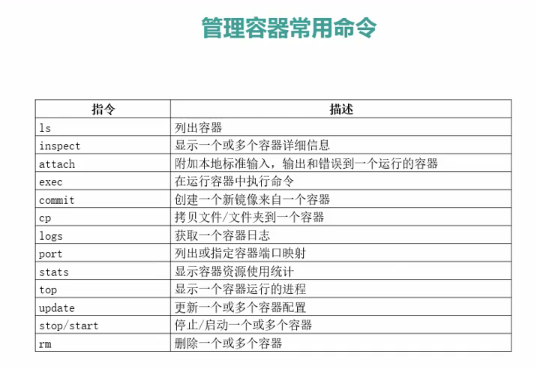 管理容器常用命令
指令 描述
ls 列出容器
inspect 显示一个或多个容器详细信息
attach 附加本地标准输入，输出和错误到一个运行的容器
exec 在运行容器中执行命令
commit 创建一个新镜像来自一个容器
cp 拷贝文件/文件夹到一个容器
logs 获取一个容器日志
port 列出或指定容器端口映射
stats 显示容器资源使用统计
top 显示一个容器运行的进程
update 更新一个或多个容器配置
stop/start 停止/启动一个或多个容器
rm 删除一个或多个容器